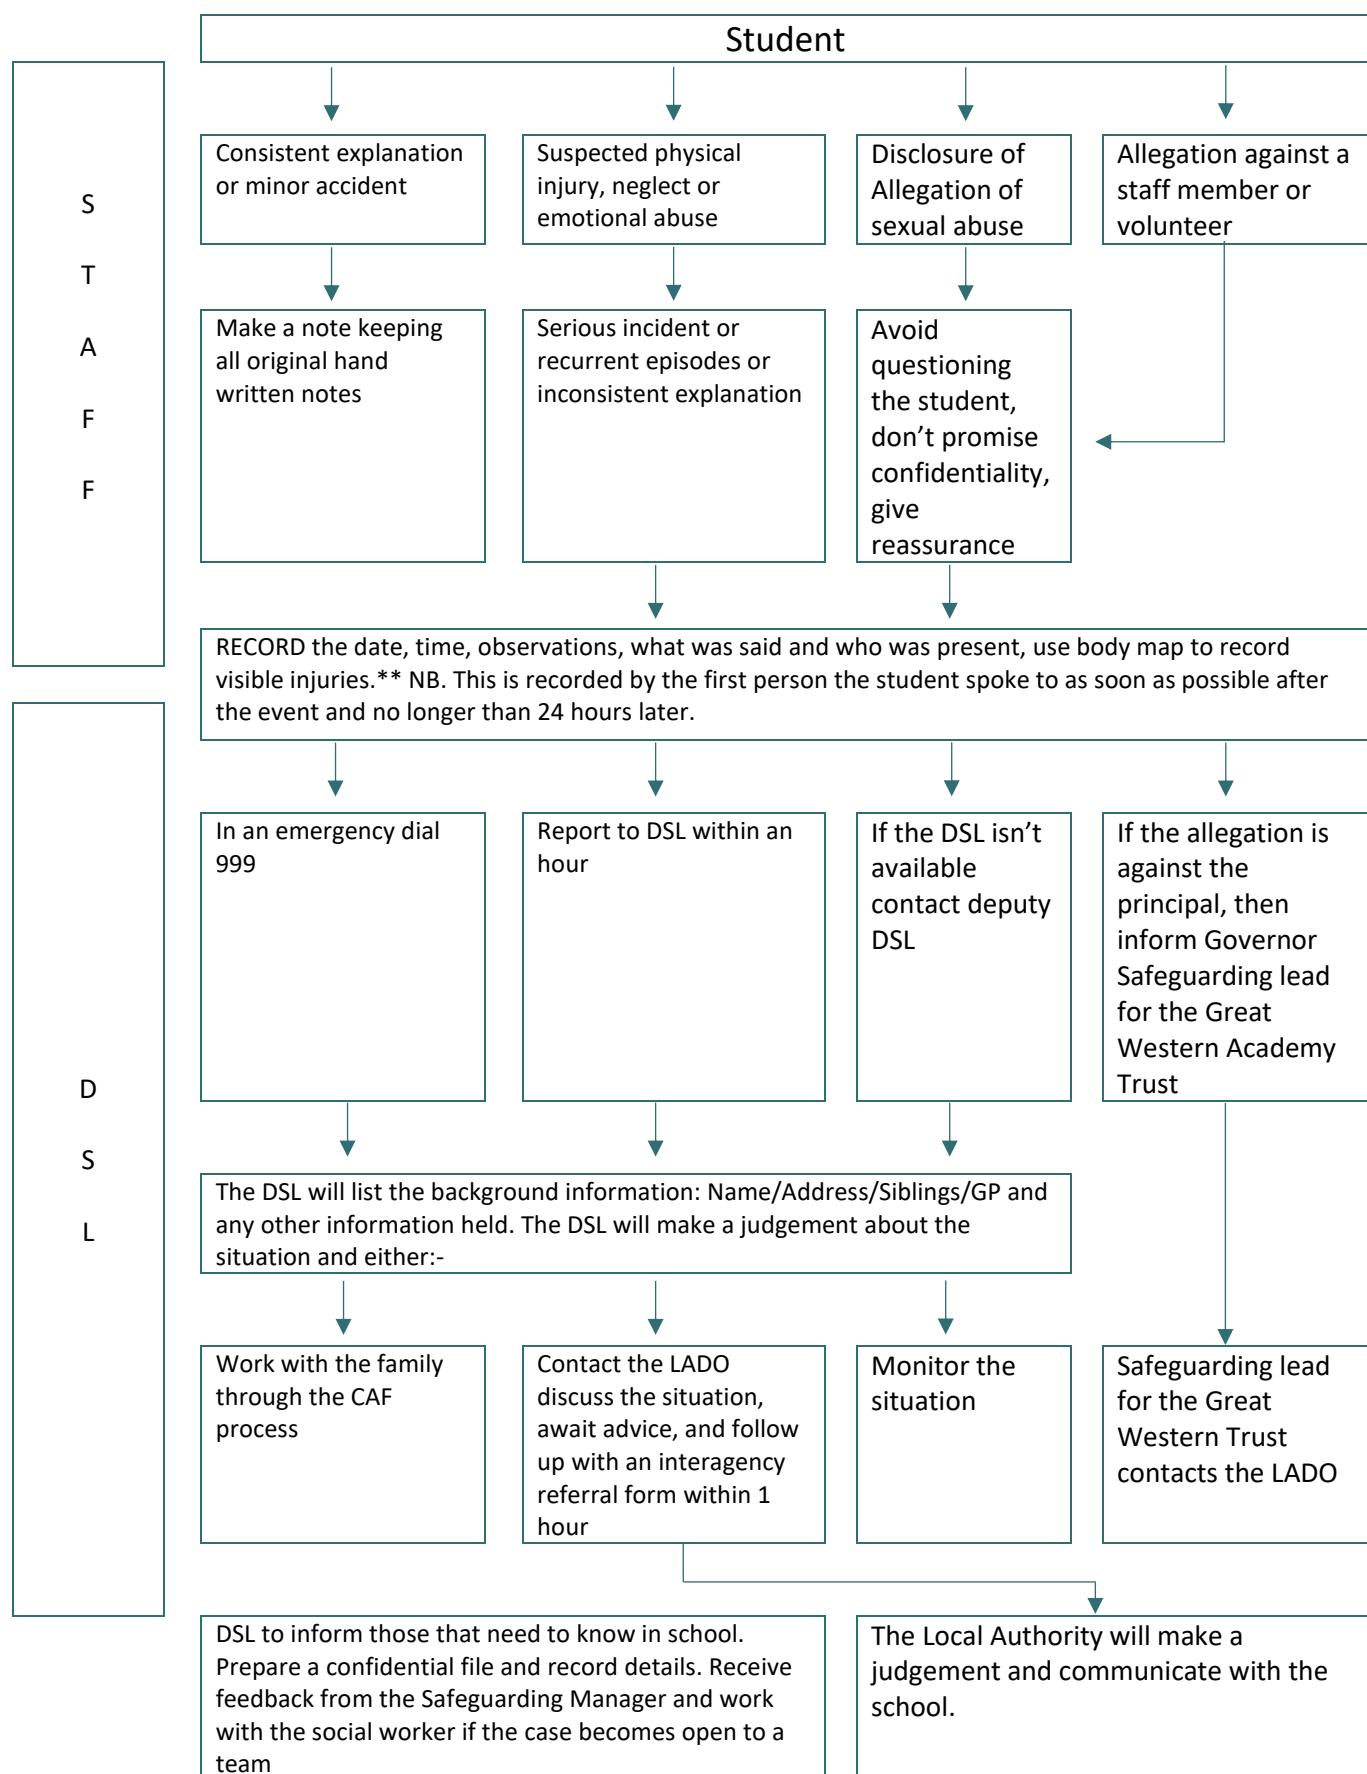 Student
S
T
A
F
F
Consistent explanation
or minor accident
Suspected physical
injury, neglect or
emotional abuse
Disclosure of
Allegation of
sexual abuse
Allegation against a
staff member or
volunteer
Make a note keeping
all original hand
written notes
Serious incident or
recurrent episodes or
inconsistent explanation
Avoid
questioning
the student,
don’t promise
confidentiality,
give
reassurance
RECORD the date, time, observations, what was said and who was present, use body map to record
visible injuries.** NB. This is recorded by the first person the student spoke to as soon as possible after
the event and no longer than 24 hours later.
D
S
L
In an emergency dial
999
Report to DSL within an
hour
If the DSL isn’t
available
contact deputy
DSL
If the allegation is
against the
principal, then
inform Governor
Safeguarding lead
for the Great
Western Academy
Trust
The DSL will list the background information: Name/Address/Siblings/GP and
any other information held. The DSL will make a judgement about the
situation and either:-
Work with the family
through the CAF
process
Contact the LADO
discuss the situation,
await advice, and follow
up with an interagency
referral form within 1
hour
Monitor the
situation
Safeguarding lead
for the Great
Western Trust
contacts the LADO
DSL to inform those that need to know in school.
Prepare a confidential file and record details. Receive
feedback from the Safeguarding Manager and work
with the social worker if the case becomes open to a
team
The Local Authority will make a
judgement and communicate with the
school.